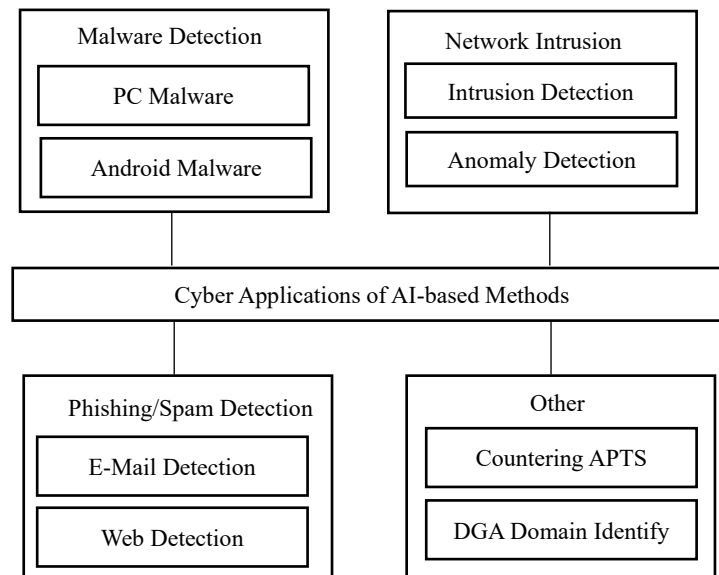 Malware Detection
PC Malware
Android Malware
Network Intrusion
Intrusion Detection
Anomaly Detection
Cyber Applications of AI-based Methods
Phishing/Spam Detection
E-Mail Detection
Web Detection
Other
Countering APTS
DGA Domain Identify